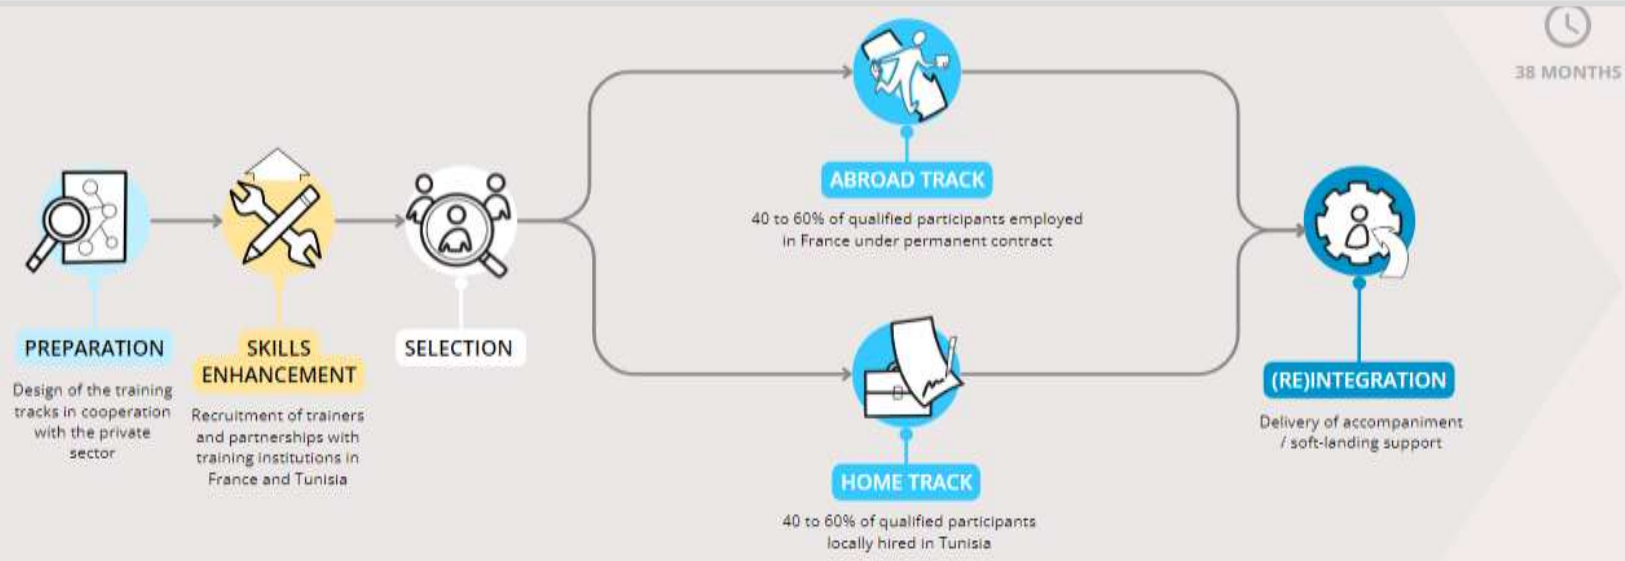 38 MONTHS
PREPARATION
Design of the training
tracks in cooperation
with the private
sector
SKILLS
ENHANCEMENT
Recruitment of trainers
and partnerships with
training institutions in
France and Tunisia
SELECTION
ABROAD TRACK
40 to 60% of qualified participants employed
in France under permanent contract
HOME TRACK
40 to 60% of qualified participants
locally hired in Tunisia
(RE)INTEGRATION
Delivery of accompaniment
/ soft-landing support